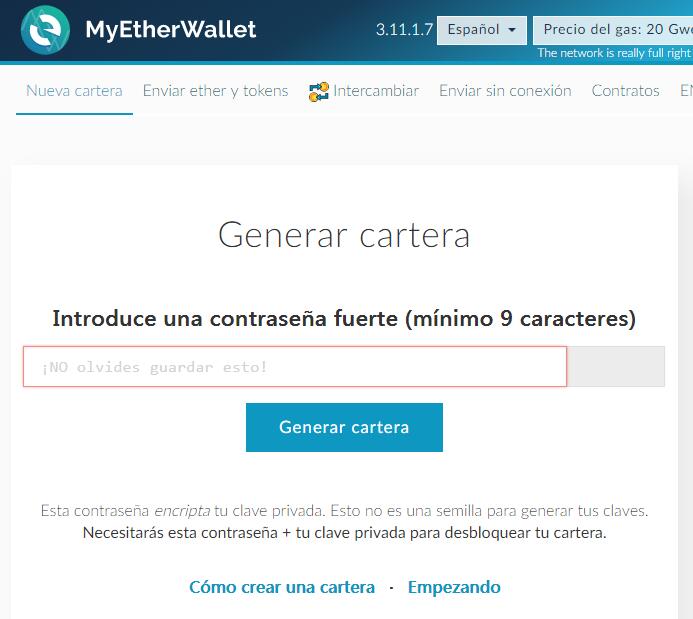 MyEtherWallet
3.11.1.7 Español Precio del gas: 20 Gwe
The network is really full right
Nueva cartera Enviar ether y tokens Intercambiar Enviar sin conexión Contratos EN
Generar cartera
Introduce una contraseña fuerte (mínimo 9 caracteres)
¡NO olvides guardar esto!
Generar cartera
Esta contraseña encripta tu clave privada. Esto no es una semilla para generar tus claves.
Necesitarás esta contraseña + tu clave privada para desbloquear tu cartera.
Cómo crear una cartera · Empezando